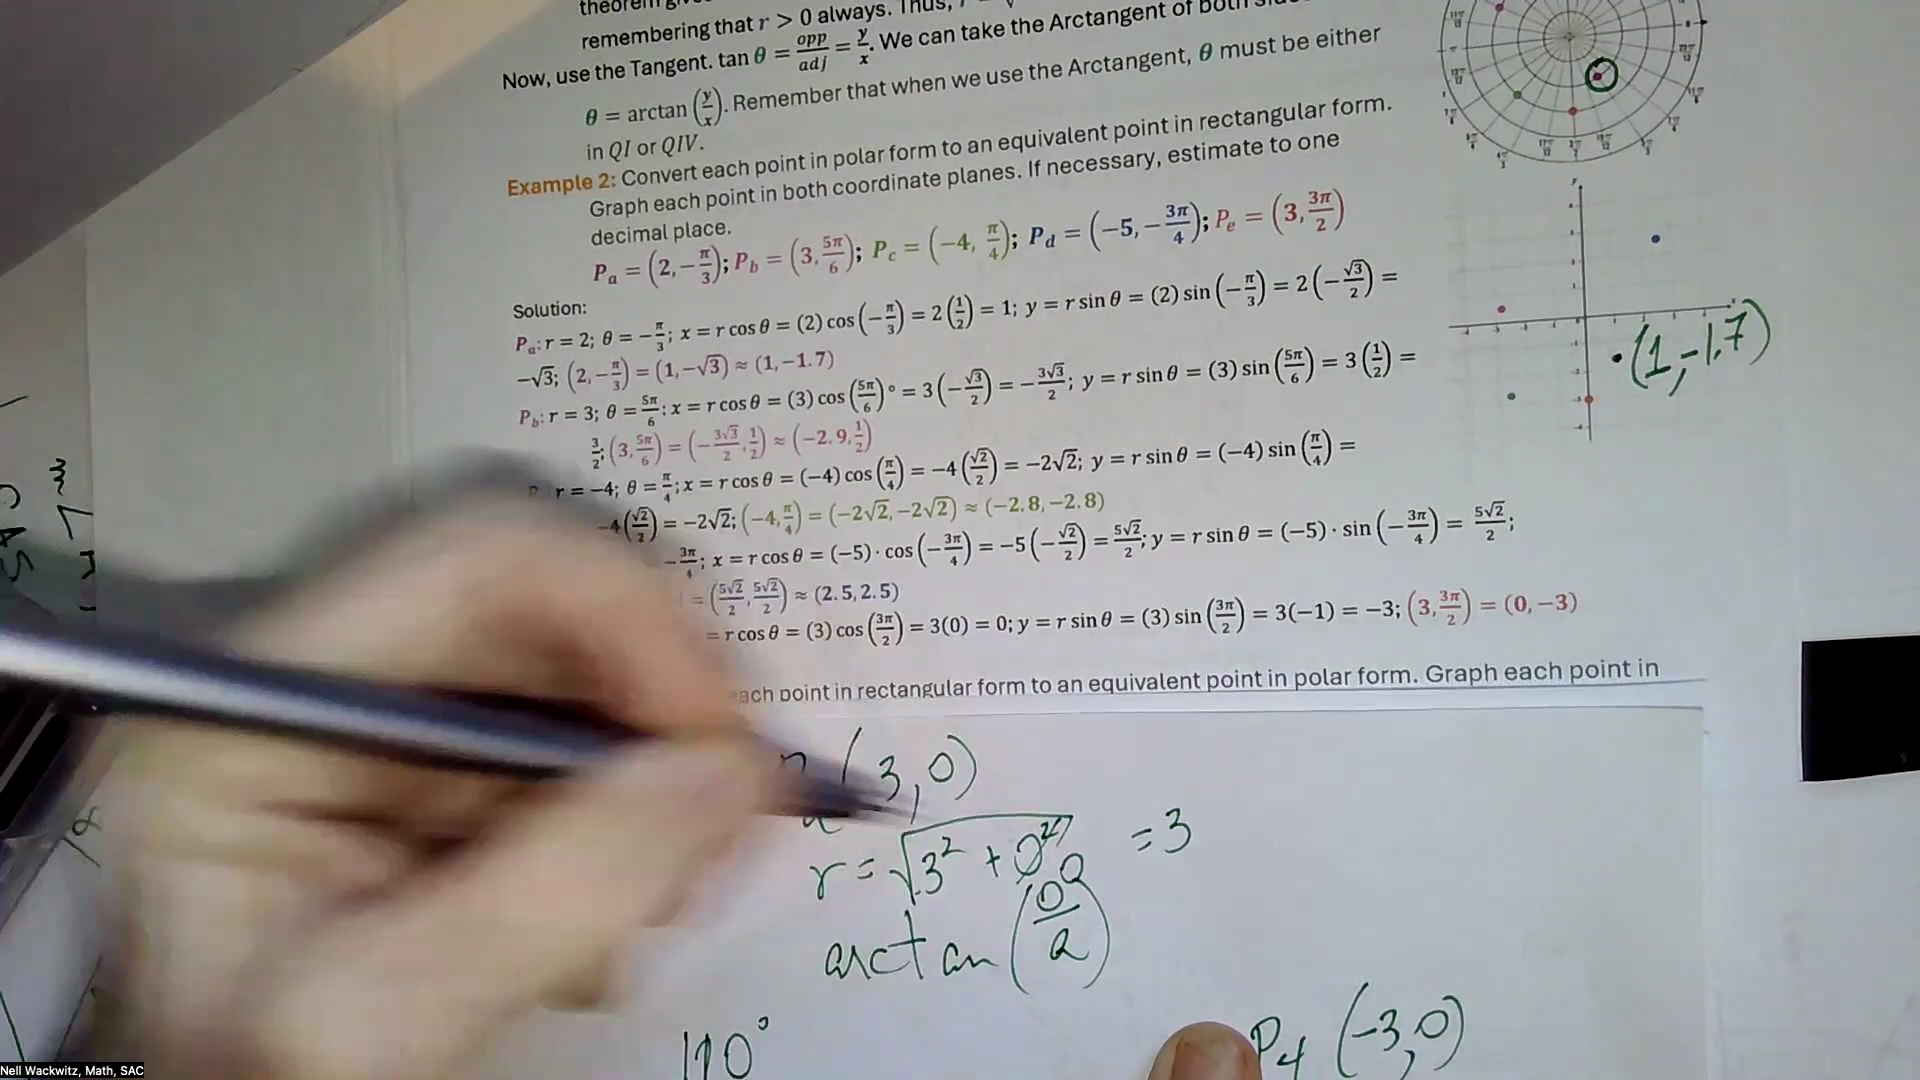 remembering that r > 0 always. Thus,
Now, use the Tangent. tan θ = opp/adj = y/x. We can take the Arctangent of both
θ = arctan (y/x). Remember that when we use the Arctangent, θ must be either
in QI or QIV.
Example 2: Convert each point in polar form to an equivalent point in rectangular form.
Graph each point in both coordinate planes. If necessary, estimate to one
decimal place.
P_a = (2, −π/3); P_b = (3, 5π/6); P_c = (−4, π/4); P_d = (−5, −3π/4); P_e = (3, 3π/2)
Solution:
P_a: r = 2; θ = −π/3; x = r cos θ = (2) cos (−π/3) = 2 (1/2) = 1; y = r sin θ = (2) sin (−π/3) = 2 (−√3/2) =
−√3; (2, −π/3) = (1, −√3) ≈ (1, −1.7)
P_b: r = 3; θ = 5π/6; x = r cos θ = (3) cos (5π/6)° = 3 (−√3/2) = −3√3/2; y = r sin θ = (3) sin (5π/6) = 3 (1/2) =
3/2; (3, 5π/6) = (−3√3/2, 1/2) ≈ (−2.9, 1/2)
r = −4; θ = π/4; x = r cos θ = (−4) cos (π/4) = −4 (√2/2) = −2√2; y = r sin θ = (−4) sin (π/4) =
−4 (√2/2) = −2√2; (−4, π/4) = (−2√2, −2√2) ≈ (−2.8, −2.8)
−3π/4; x = r cos θ = (−5) · cos (−3π/4) = −5 (−√2/2) = 5√2/2; y = r sin θ = (−5) · sin (−3π/4) = 5√2/2;
= (5√2/2, 5√2/2) ≈ (2.5, 2.5)
= r cos θ = (3) cos (3π/2) = 3(0) = 0; y = r sin θ = (3) sin (3π/2) = 3(−1) = −3; (3, 3π/2) = (0, −3)
each point in rectangular form to an equivalent point in polar form. Graph each point in
(1, −1.7)
(3, 0)
r = √3² + 0² = 3
arctan (0/a)
110°
P4 (−3, 0)
Nell Wackwitz, Math, SAC